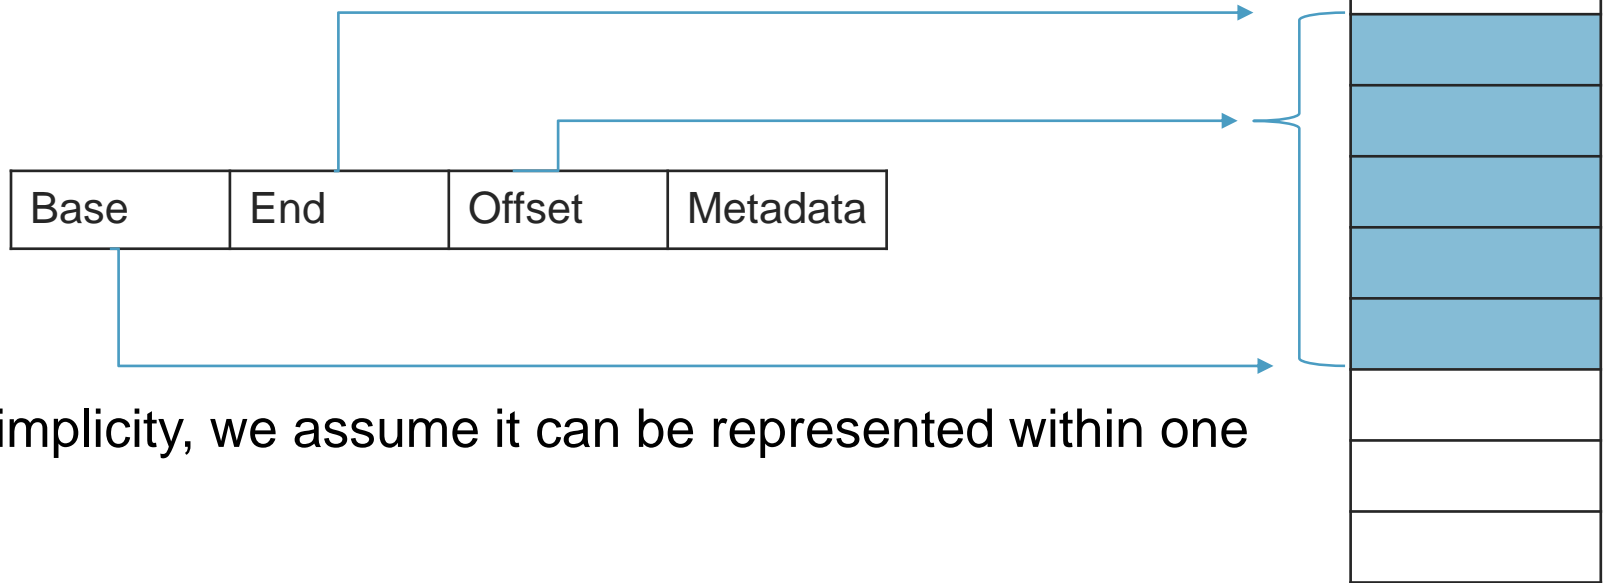 Base End Offset Metadata
implicity, we assume it can be represented within one